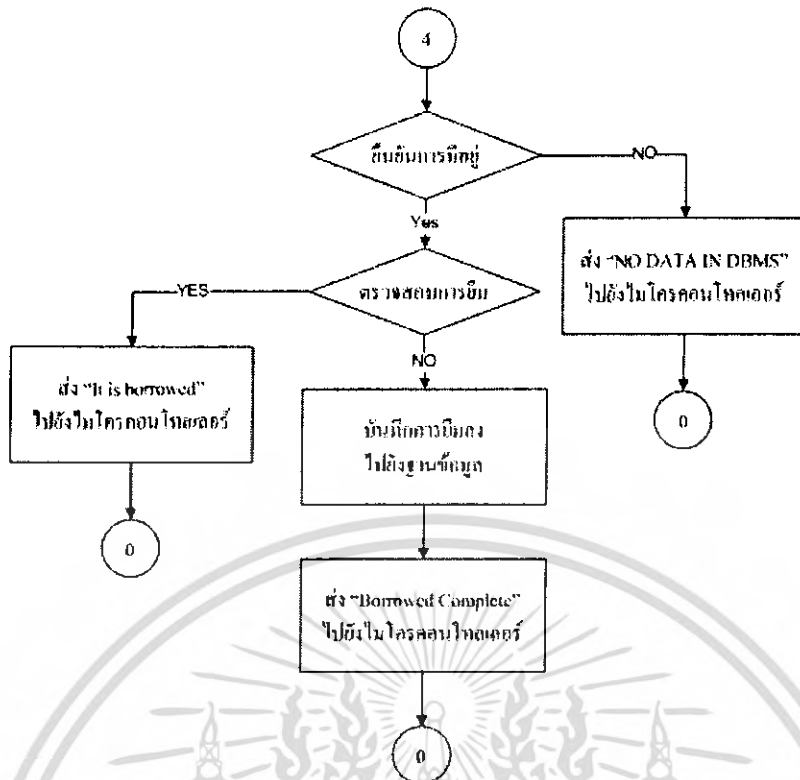 4
ยืนยันการมีอยู่
NO
Yes
ส่ง "NO DATA IN DBMS"
ไปยังไมโครคอนโทลเลอร์
ตรวจสอบการยืม
YES
NO
0
ส่ง "It is borrowed"
ไปยังไมโครคอนโทลเลอร์
บันทึกการยืมลง
ไปยังฐานข้อมูล
0
ส่ง "Borrowed Complete"
ไปยังไมโครคอนโทลเลอร์
0